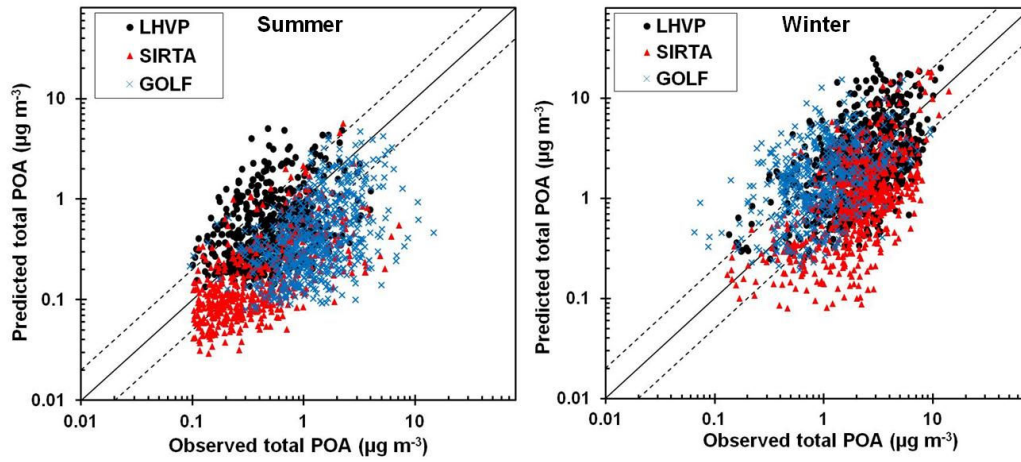 Summer
LHVP
SIRTA
GOLF
Predicted total POA (µg m-3)
10
1
0.1
0.01
0.01 0.1 1 10
Observed total POA (µg m-3)
Winter
LHVP
SIRTA
GOLF
Predicted total POA (µg m-3)
10
1
0.1
0.01
0.01 0.1 1 10
Observed total POA (µg m-3)